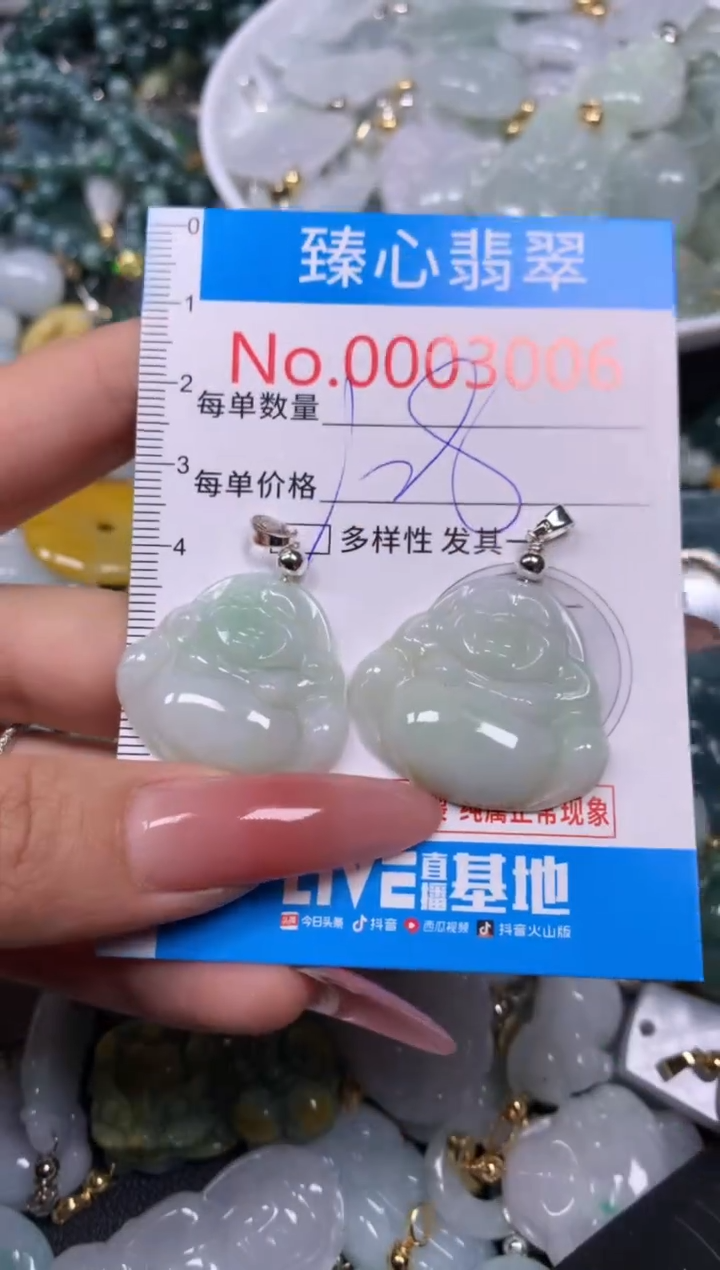 0
臻心翡翠
1
No.0003006
2
每单数量
128
3
每单价格
4
多样性 发其一
纯属正常现象
LIVE直播基地
今日头条 抖音 西瓜视频 抖音火山版